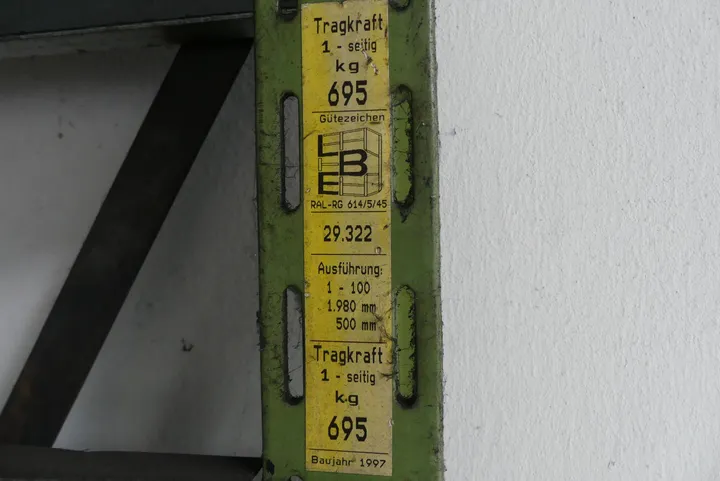 Tragkraft
1 - seitig
kg
695
Gütezeichen
L
B
E
RAL-RG 614/5/45
29.322
Ausführung:
1 - 100
1.980 mm
500 mm
Tragkraft
1 - seitig
kg
695
Baujahr 1997